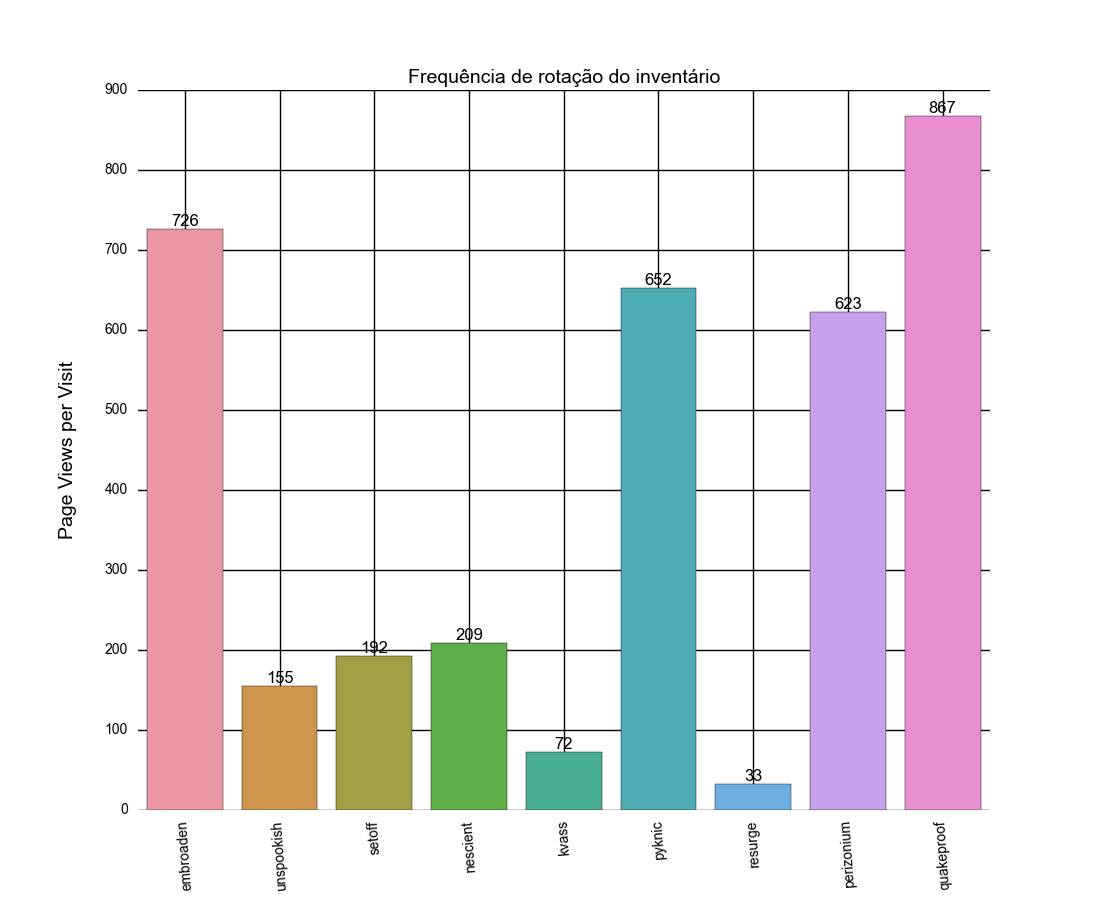 Frequência de rotação do inventário
Page Views per Visit
900
800
700
600
500
400
300
200
100
0
726
155
192
209
72
652
33
623
867
embroaden
unspookish
setoff
nescient
kvass
pyknic
resurge
perizonium
quakeproof